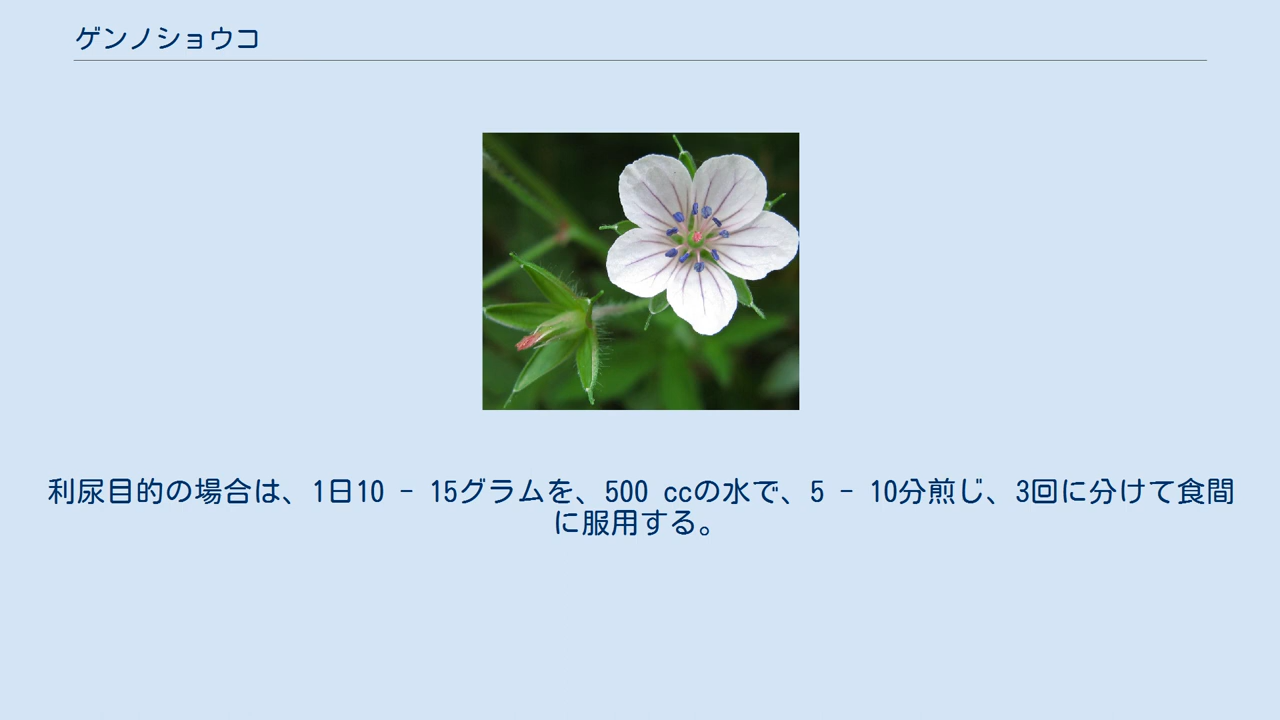 ゲンノショウコ
利尿目的の場合は、1日10 - 15グラムを、500 ccの水で、5 - 10分煎じ、3回に分けて食間
に服用する。